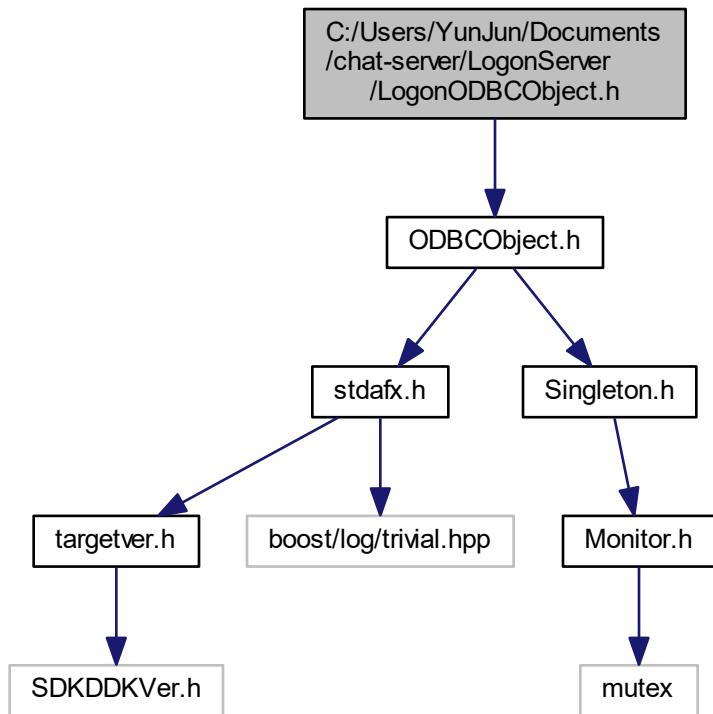 C:/Users/YunJun/Documents
/chat-server/LogonServer
/LogonODBCObject.h
ODBCObject.h
stdafx.h
Singleton.h
targetver.h
boost/log/trivial.hpp
Monitor.h
SDKDDKVer.h
mutex